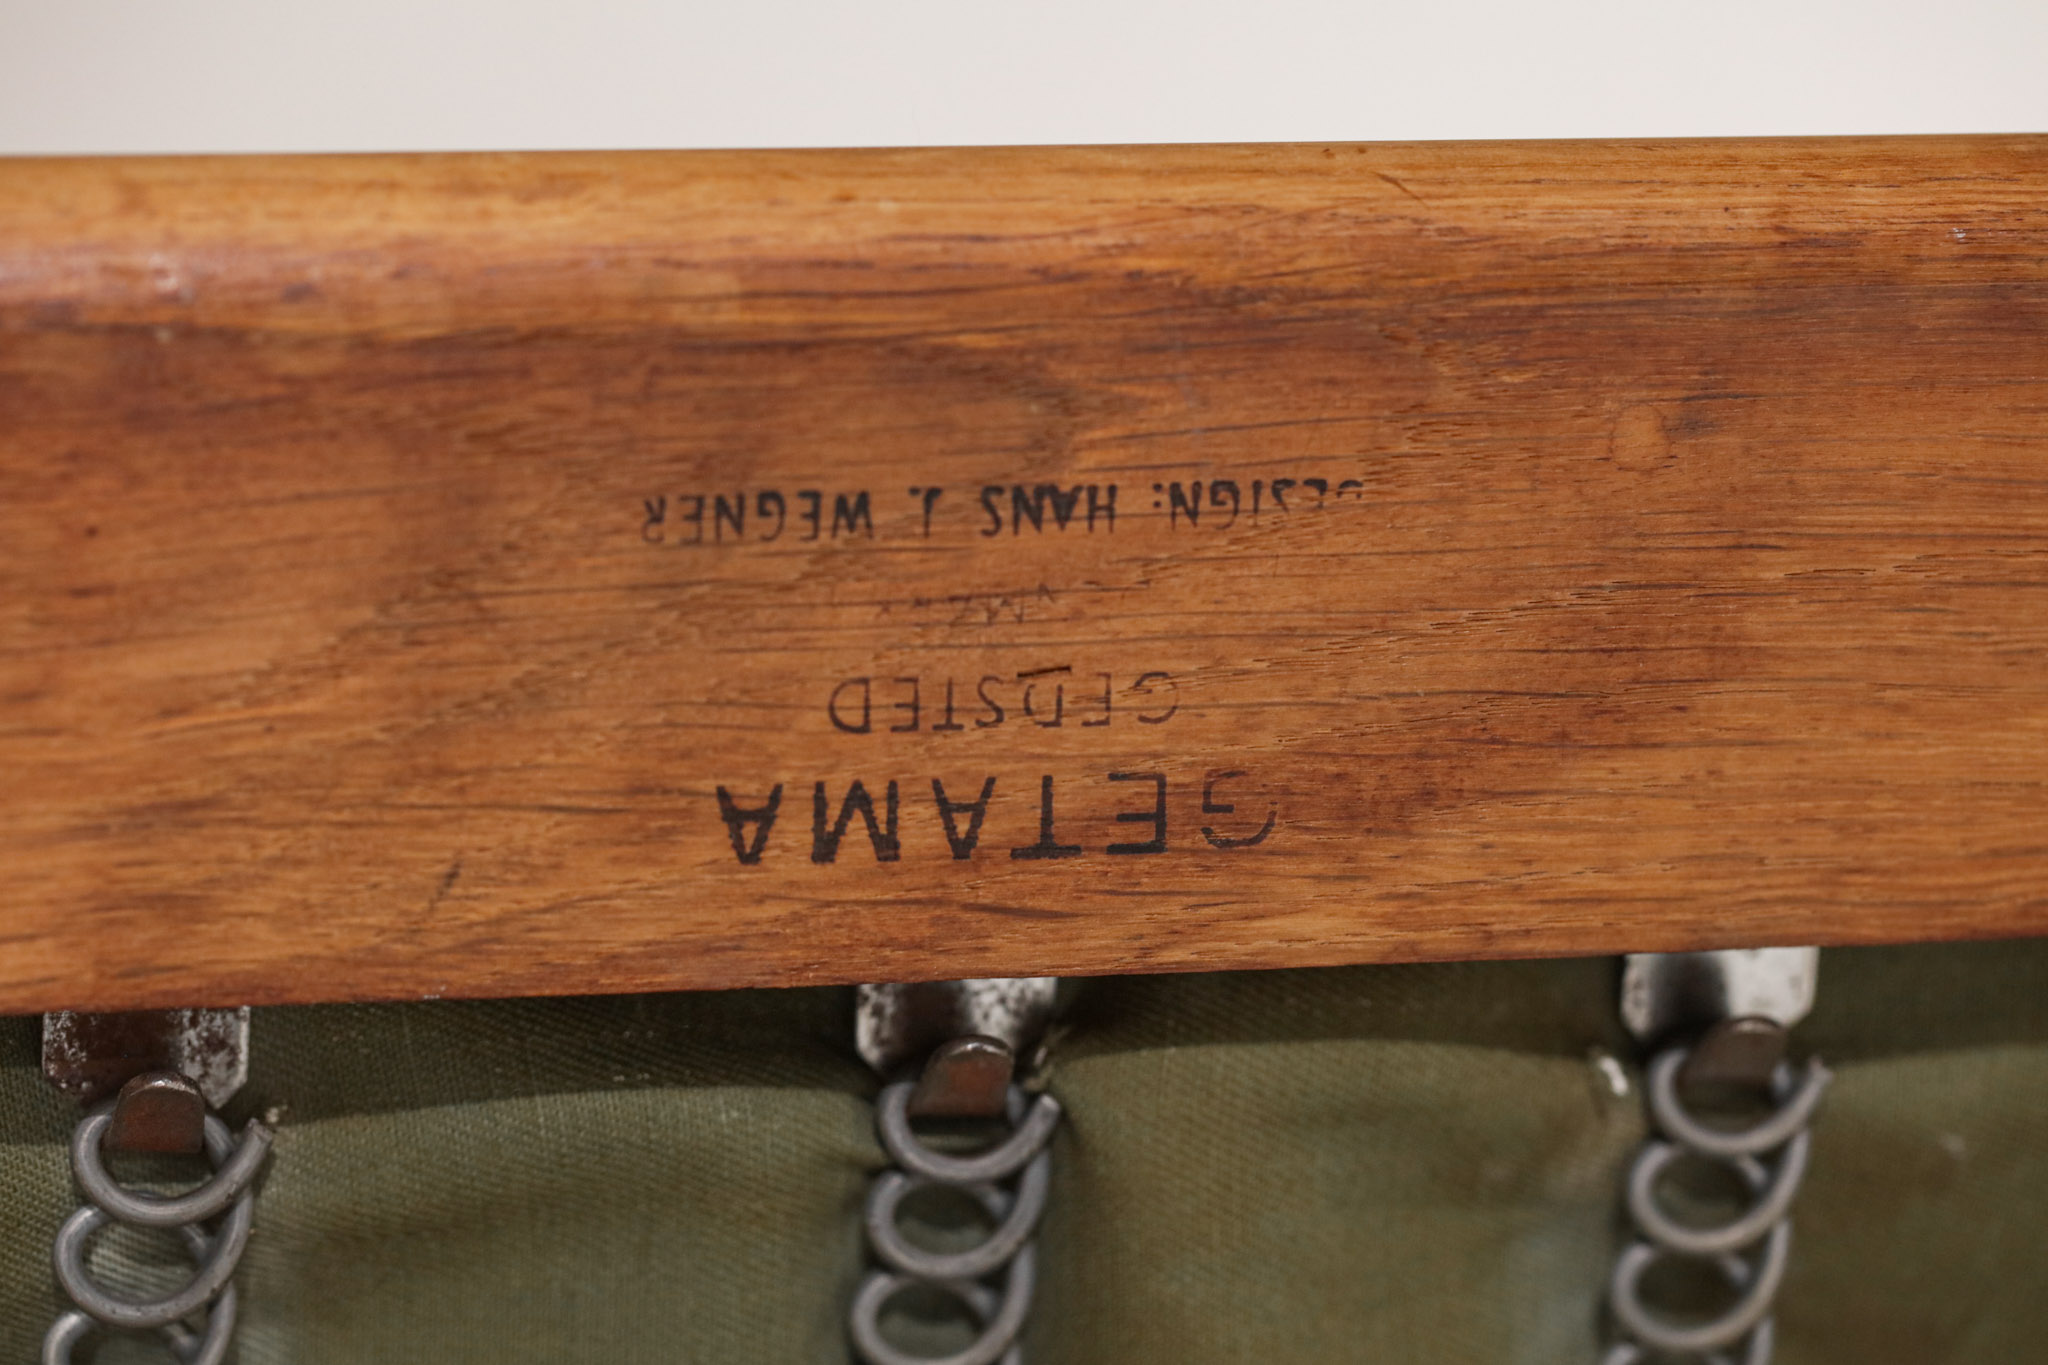 GETAMA
GEDSTED
DESIGN: HANS J. WEGNER